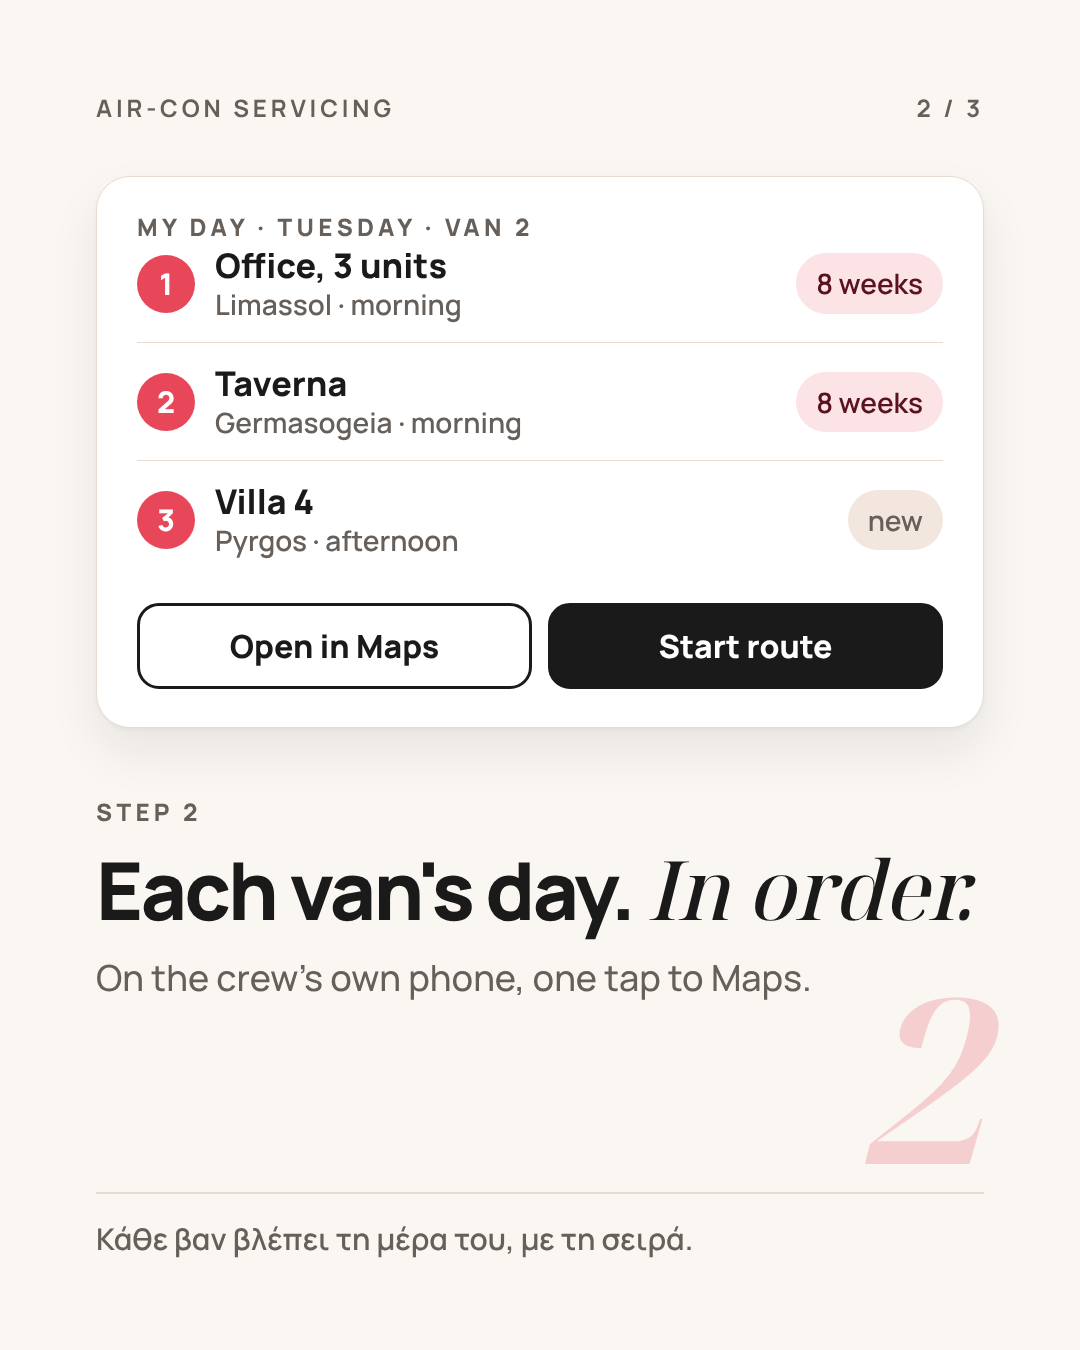 AIR-CON SERVICING
2 / 3
MY DAY · TUESDAY · VAN 2
1
Office, 3 units
Limassol · morning
8 weeks
2
Taverna
Germasogeia · morning
8 weeks
3
Villa 4
Pyrgos · afternoon
new
Open in Maps
Start route
STEP 2
Each van's day. In order.
On the crew’s own phone, one tap to Maps.
2
Κάθε βαν βλέπει τη μέρα του, με τη σειρά.